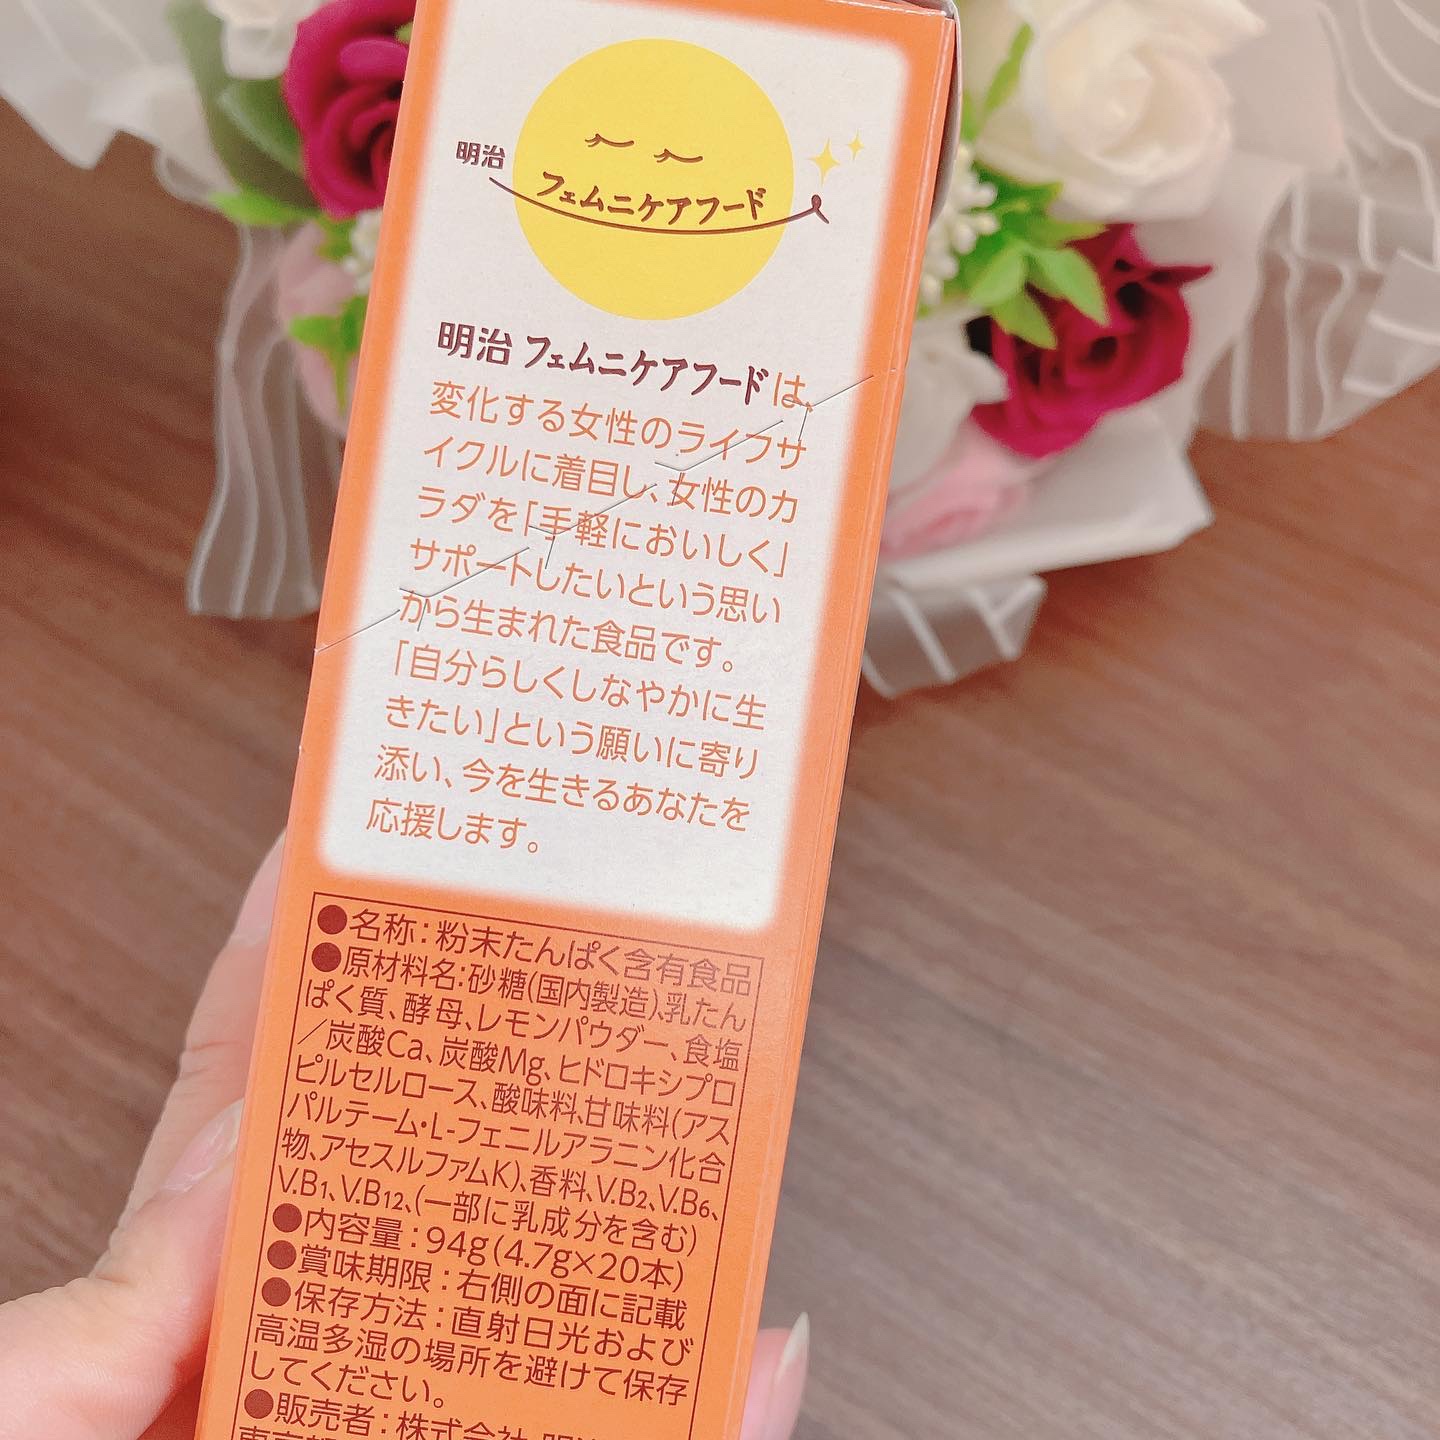 明治
フェムニケアフード
明治 フェムニケアフードは、
変化する女性のライフサ
イクルに着目し、女性のカ
ラダを「手軽においしく」
サポートしたいという思い
から生まれた食品です。
「自分らしくしなやかに生
きたい」という願いに寄り
添い、今を生きるあなたを
応援します。
●名称：粉末たんぱく含有食品
●原材料名：砂糖(国内製造)、乳たん
ぱく質、酵母、レモンパウダー、食塩
／炭酸Ca、炭酸Mg、ヒドロキシプロ
ピルセルロース、酸味料、甘味料(アス
パルテーム・L-フェニルアラニン化合
物、アセスルファムK)、香料、V.B2、V.B6、
V.B1、V.B12、(一部に乳成分を含む)
●内容量：94g(4.7g×20本)
●賞味期限：右側の面に記載
●保存方法：直射日光および
高温多湿の場所を避けて保存
してください。
●販売者：株式会社 明治